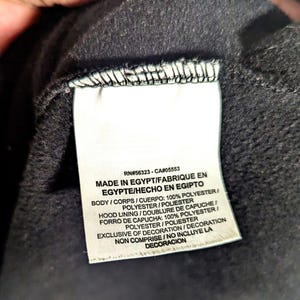 RN#56323 - CA#05553
MADE IN EGYPT/FABRIQUE EN
EGYPTE/HECHO EN EGIPTO
BODY / CORPS / CUERPO: 100% POLYESTER /
POLYESTER / POLIESTER
HOOD LINING / DOUBLURE DE CAPUCHE /
FORRO DE CAPUCHA: 100% POLYESTER /
POLYESTER / POLIESTER
EXCLUSIVE OF DECORATION / DECORATION
NON COMPRISE / NO INCLUYE LA
DECORACION